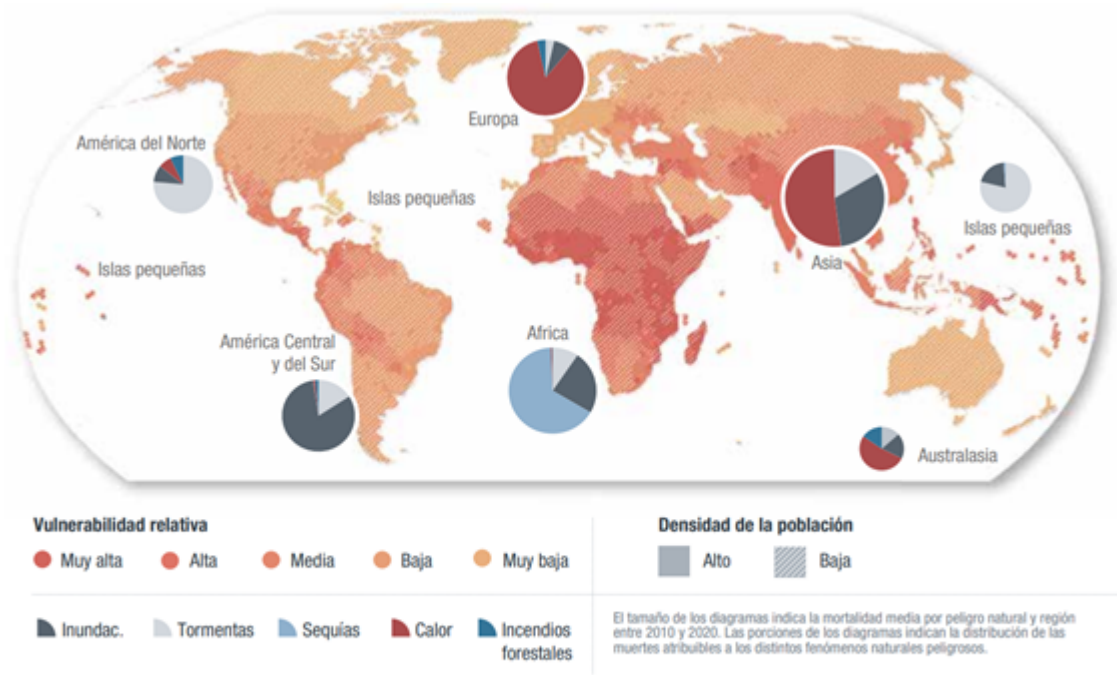 Europa
América del Norte
Islas pequeñas
Islas pequeñas
Asia
Islas pequeñas
América Central
y del Sur
Africa
Australasia
Vulnerabilidad relativa
Muy alta
Alta
Media
Baja
Muy baja
Densidad de la población
Alto
Baja
Inundac.
Tormentas
Sequías
Calor
Incendios
forestales
El tamaño de los diagramas indica la mortalidad media por peligro natural y región
entre 2010 y 2020. Las porciones de los diagramas indican la distribución de las
muertes atribuibles a los distintos fenómenos naturales peligrosos.